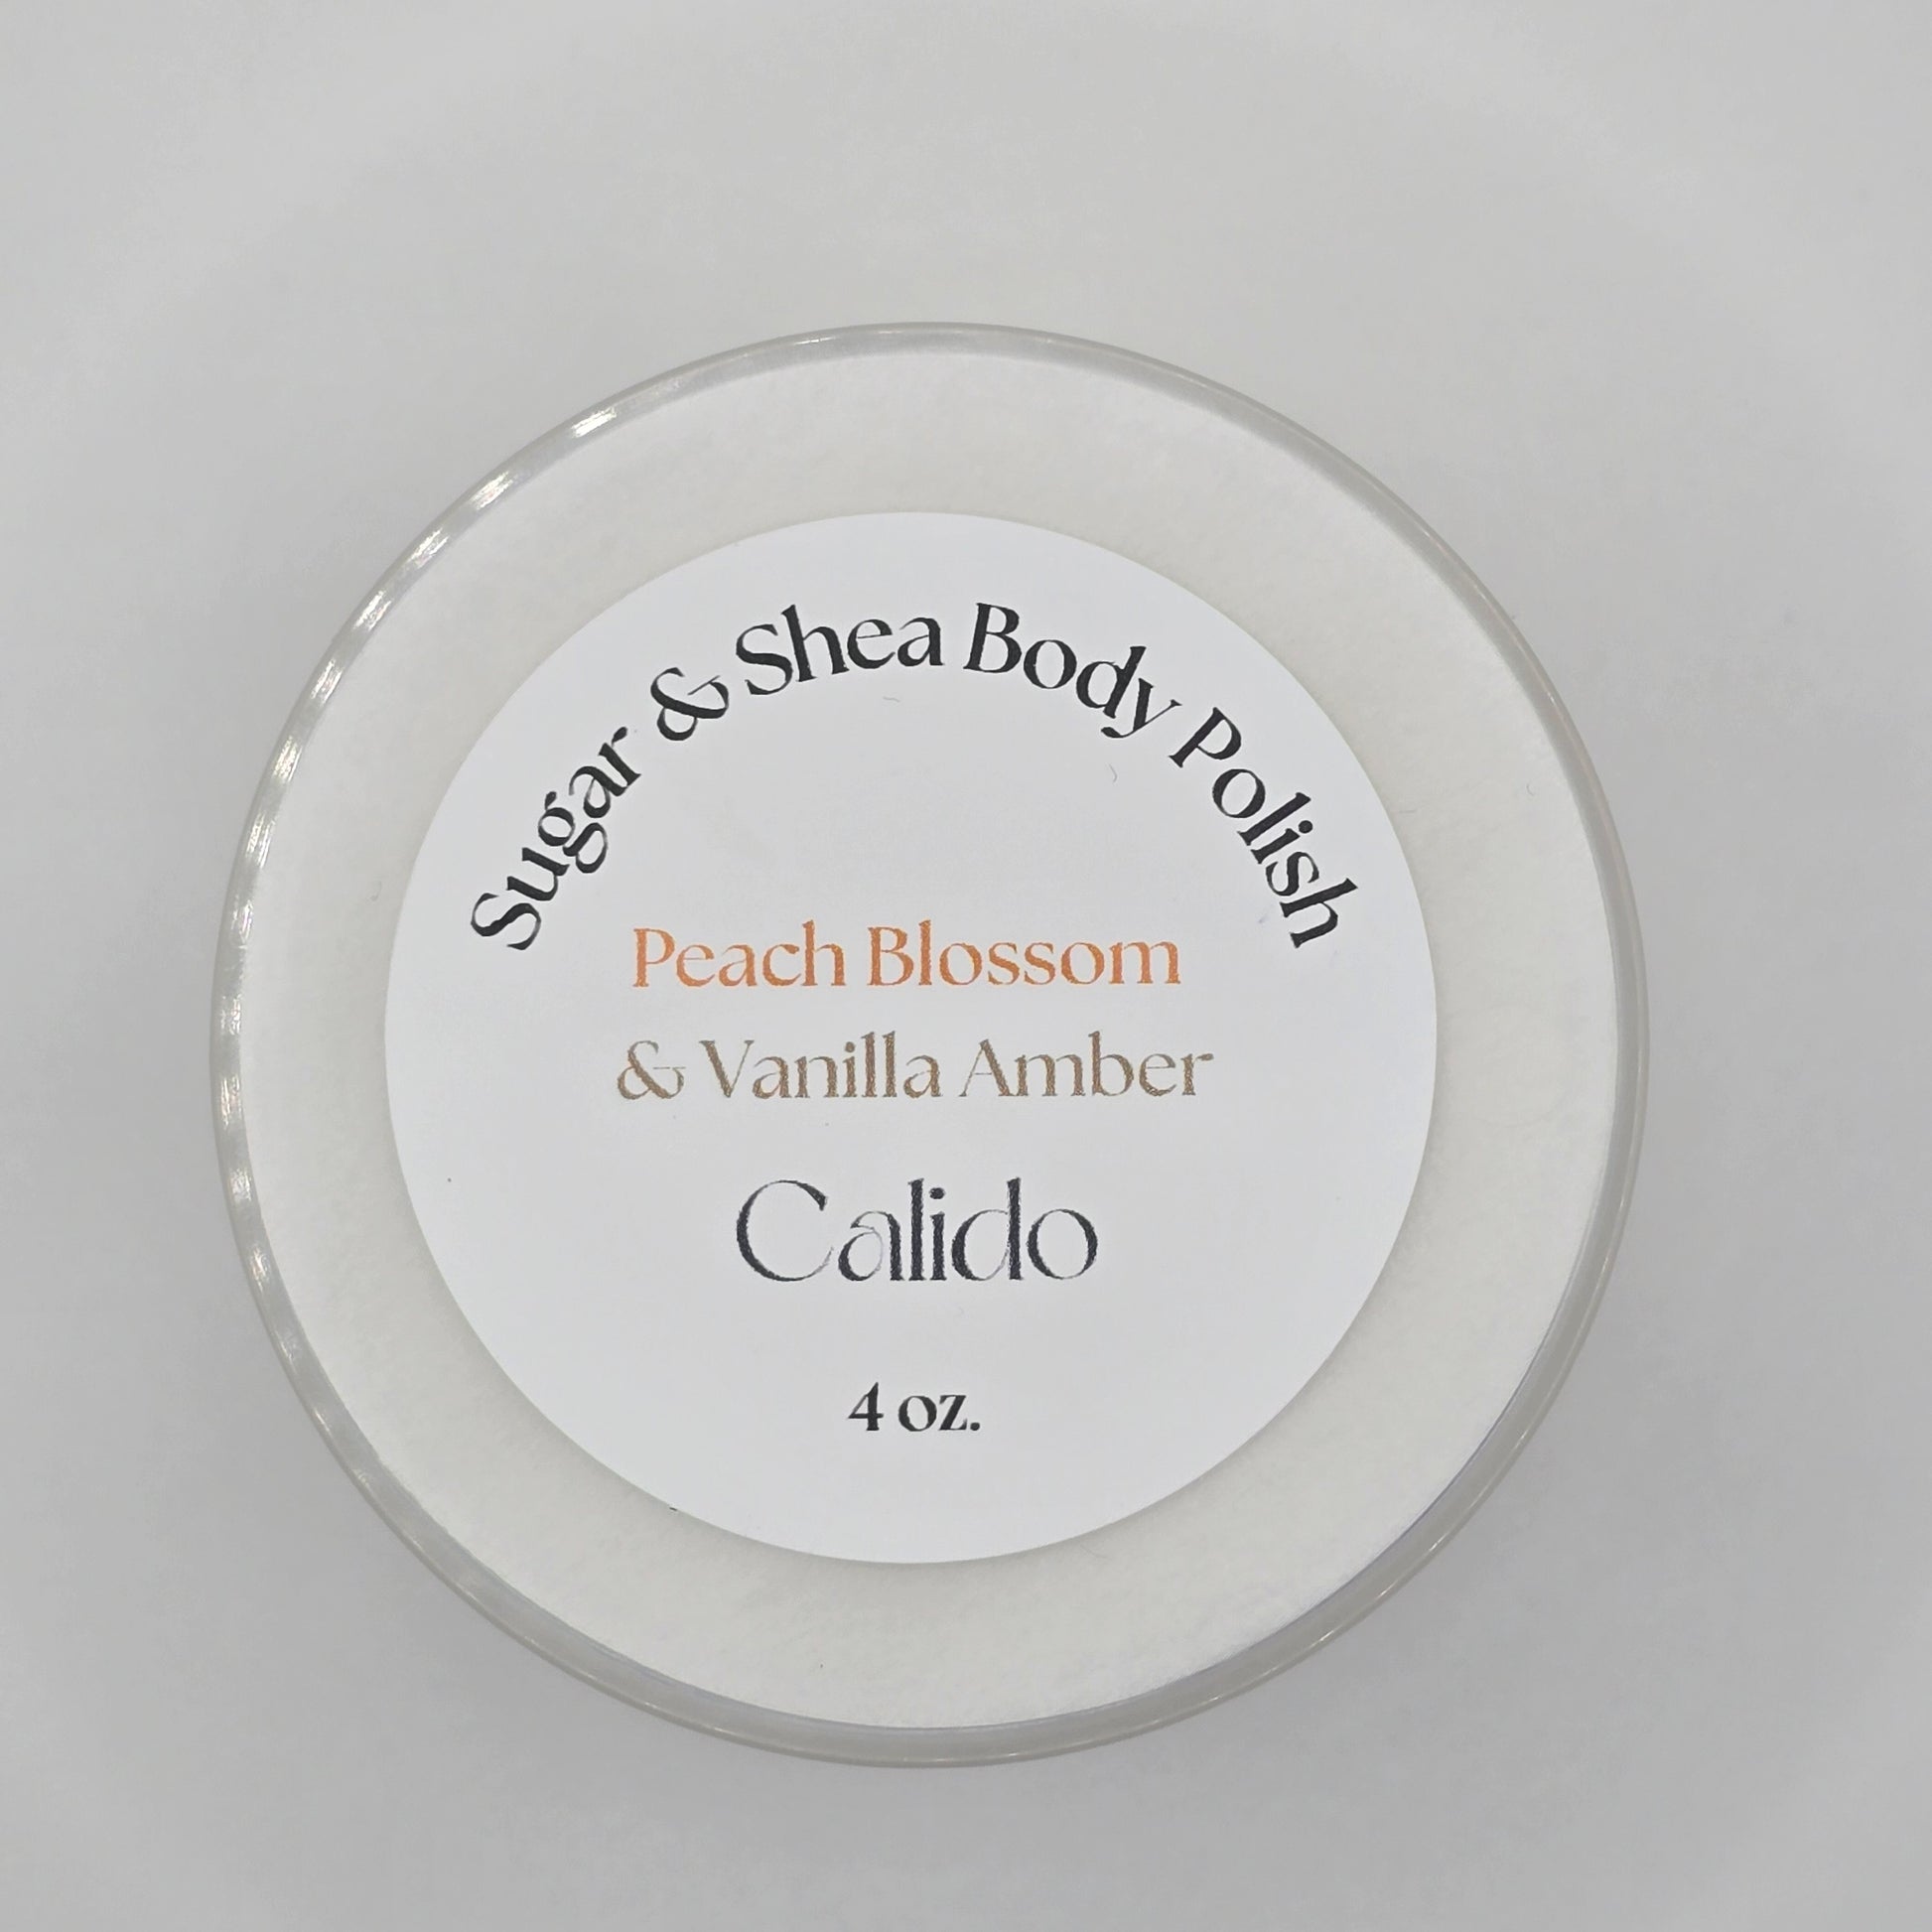 Sugar & Shea Body Polish
Peach Blossom
& Vanilla Amber
Calido
4 oz.